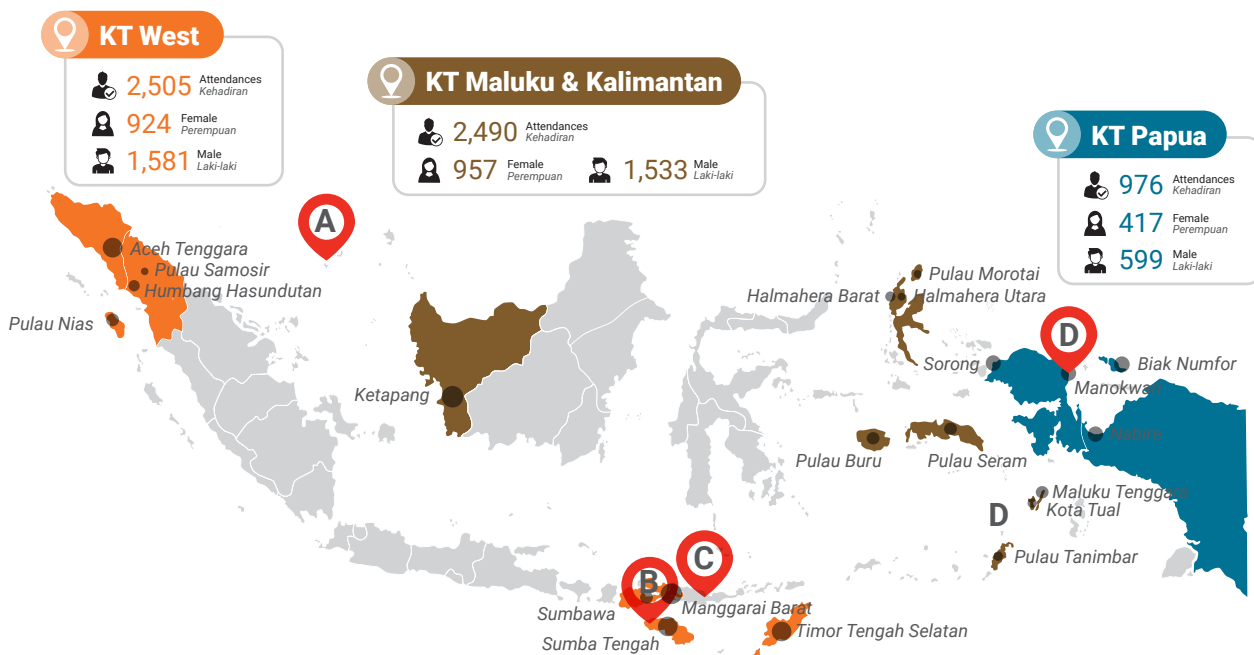 KT West
2,505 Attendances
Kehadiran
924 Female
Perempuan
1,581 Male
Laki-laki
KT Maluku & Kalimantan
2,490 Attendances
Kehadiran
957 Female
Perempuan
1,533 Male
Laki-laki
KT Papua
976 Attendances
Kehadiran
417 Female
Perempuan
599 Male
Laki-laki
A
Aceh Tenggara
Pulau Samosir
Humbang Hasundutan
Pulau Nias
Ketapang
Pulau Morotai
Halmahera Barat
Halmahera Utara
D
Sorong
Biak Numfor
Manokwari
Nabire
Pulau Buru
Pulau Seram
Maluku Tenggara
Kota Tual
D
Pulau Tanimbar
B
C
Sumbawa
Manggarai Barat
Sumba Tengah
Timor Tengah Selatan